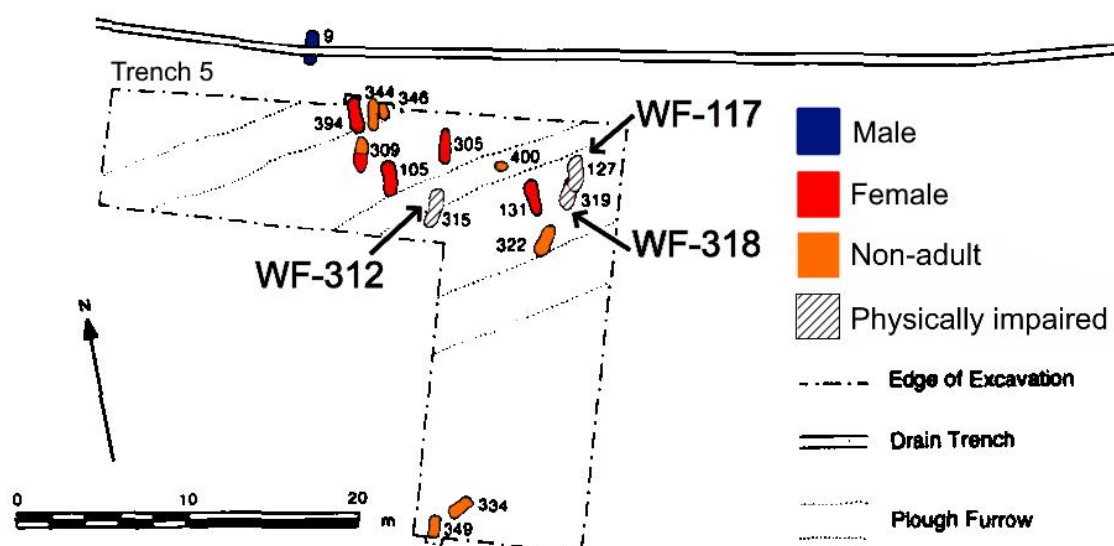 9
Trench 5
344
346
394
WF-117
305
309
400
127
105
315
131
319
322
WF-318
WF-312
N
Male
Female
Non-adult
Physically impaired
Edge of Excavation
Drain Trench
Plough Furrow
0 10 20
m
334
349